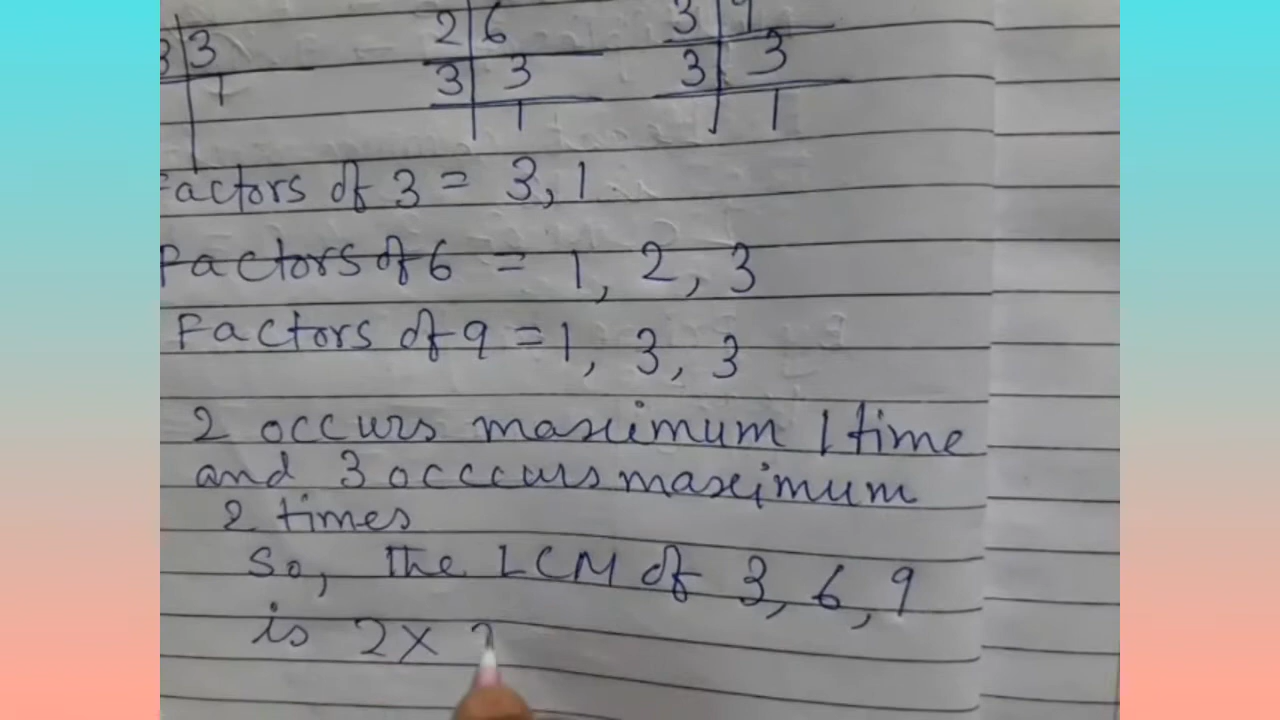 3 3 2 6 3 9
1 3 3 3 3
1 1
Factors of 3 = 3, 1
Factors of 6 = 1, 2, 3
Factors of 9 = 1, 3, 3
2 occurs maximum 1 time
and 3 occcurs maximum
2 times
So, the LCM of 3, 6, 9
is 2 x